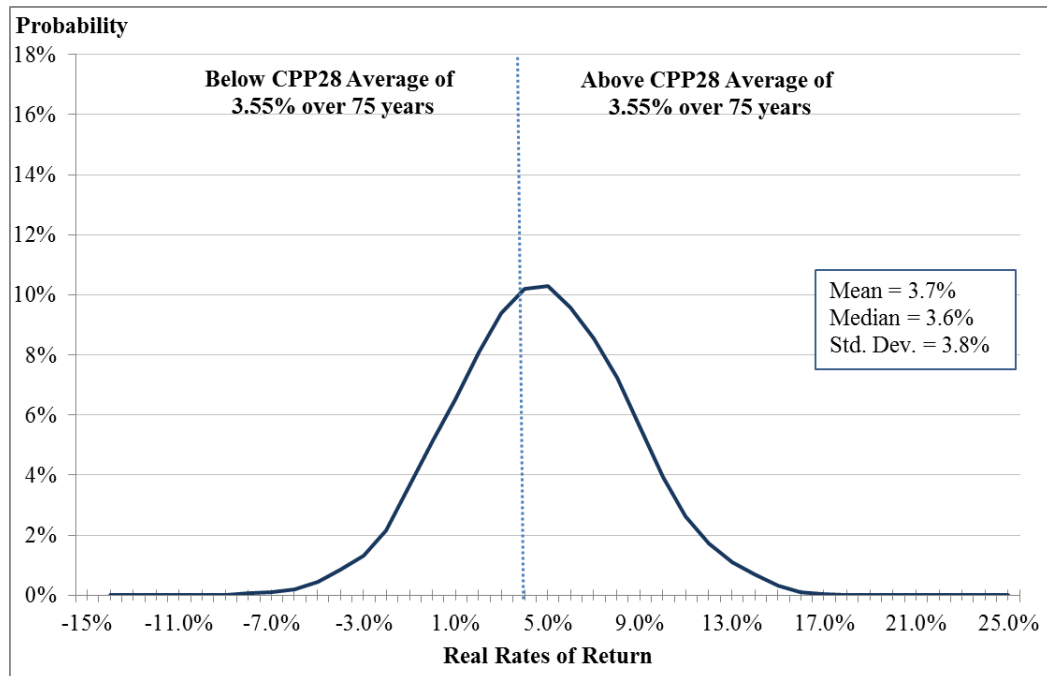 Probability
18%
Below CPP28 Average of
3.55% over 75 years
Above CPP28 Average of
3.55% over 75 years
16%
14%
12%
10%
8%
6%
4%
2%
0%
Mean = 3.7%
Median = 3.6%
Std. Dev. = 3.8%
-15% -11.0% -7.0% -3.0% 1.0% 5.0% 9.0% 13.0% 17.0% 21.0% 25.0%
Real Rates of Return